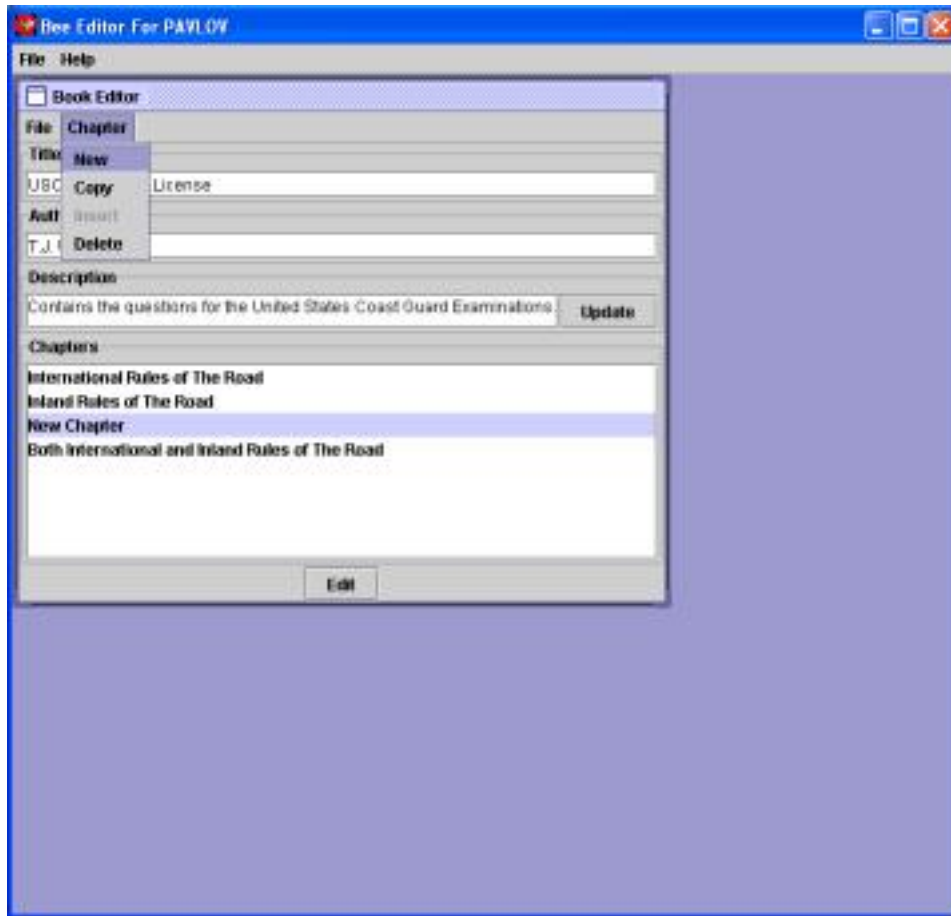 Bee Editor For PAVLOV
File Help
Book Editor
File Chapter
Title
New
License
Copy
Insert
T.J.
Delete
Description
Contains the questions for the United States Coast Guard Examinations.
Update
Chapters
International Rules of The Road
Inland Rules of The Road
New Chapter
Both International and Inland Rules of The Road
Edit